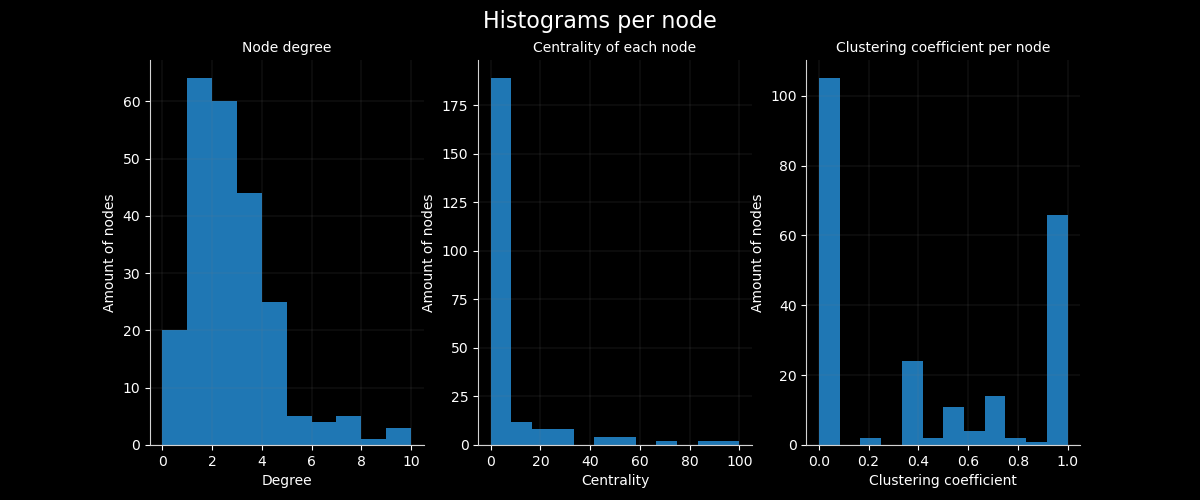 Histograms per node
Node degree
Amount of nodes
60
50
40
30
20
10
0
0 2 4 6 8 10
Degree
Centrality of each node
Amount of nodes
175
150
125
100
75
50
25
0
0 20 40 60 80 100
Centrality
Clustering coefficient per node
Amount of nodes
100
80
60
40
20
0
0.0 0.2 0.4 0.6 0.8 1.0
Clustering coefficient